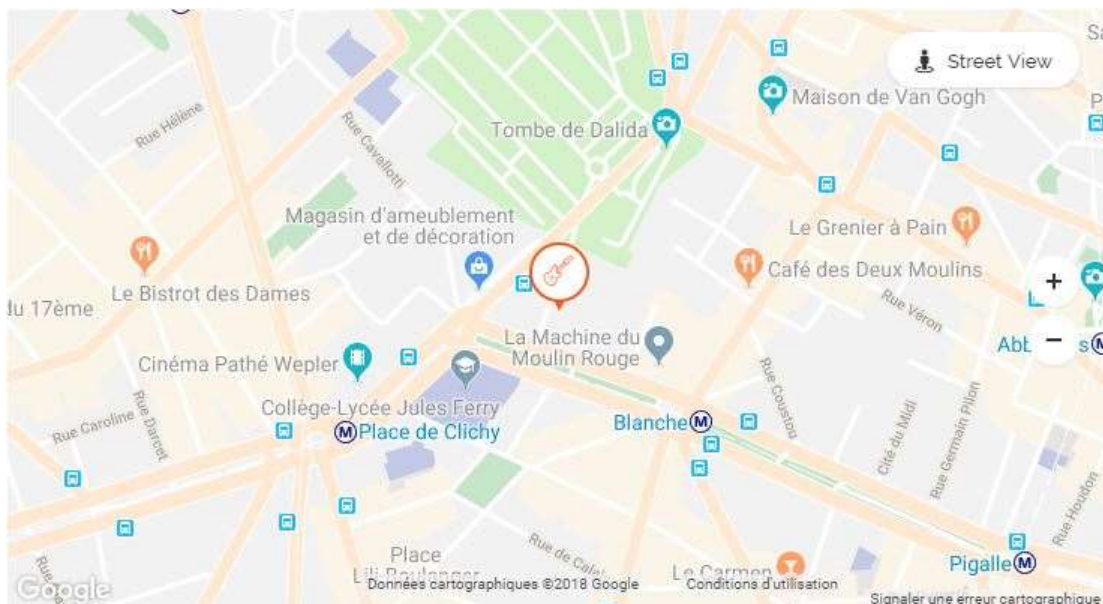 Street View
Maison de Van Gogh
Tombe de Dalida
Rue Hélène
Rue Cavallotti
Magasin d'ameublement
et de décoration
Le Grenier à Pain
Café des Deux Moulins
Le Bistrot des Dames
du 17ème
Rue Véron
La Machine du
Moulin Rouge
Cinéma Pathé Wepler
Collège-Lycée Jules Ferry
Place de Clichy
Blanche
Rue Caroline
Rue Darcet
Rue Coustou
Cité du Midi
Rue Germain Pilon
Rue Houdon
Pigalle
Place
Rue de Calai
Le Carmen
Google
Données cartographiques ©2018 Google
Conditions d'utilisation
Signaler une erreur cartographique